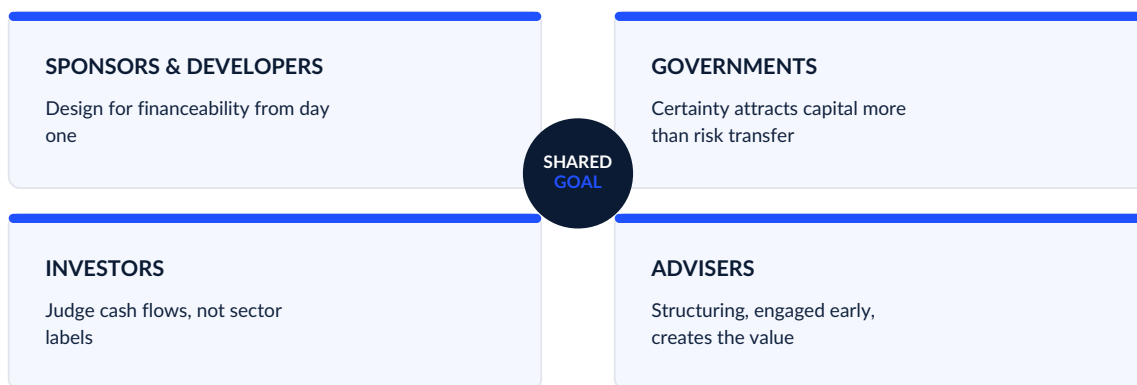 SPONSORS & DEVELOPERS
Design for financeability from day
one
GOVERNMENTS
Certainty attracts capital more
than risk transfer
SHARED
GOAL
INVESTORS
Judge cash flows, not sector
labels
ADVISERS
Structuring, engaged early,
creates the value